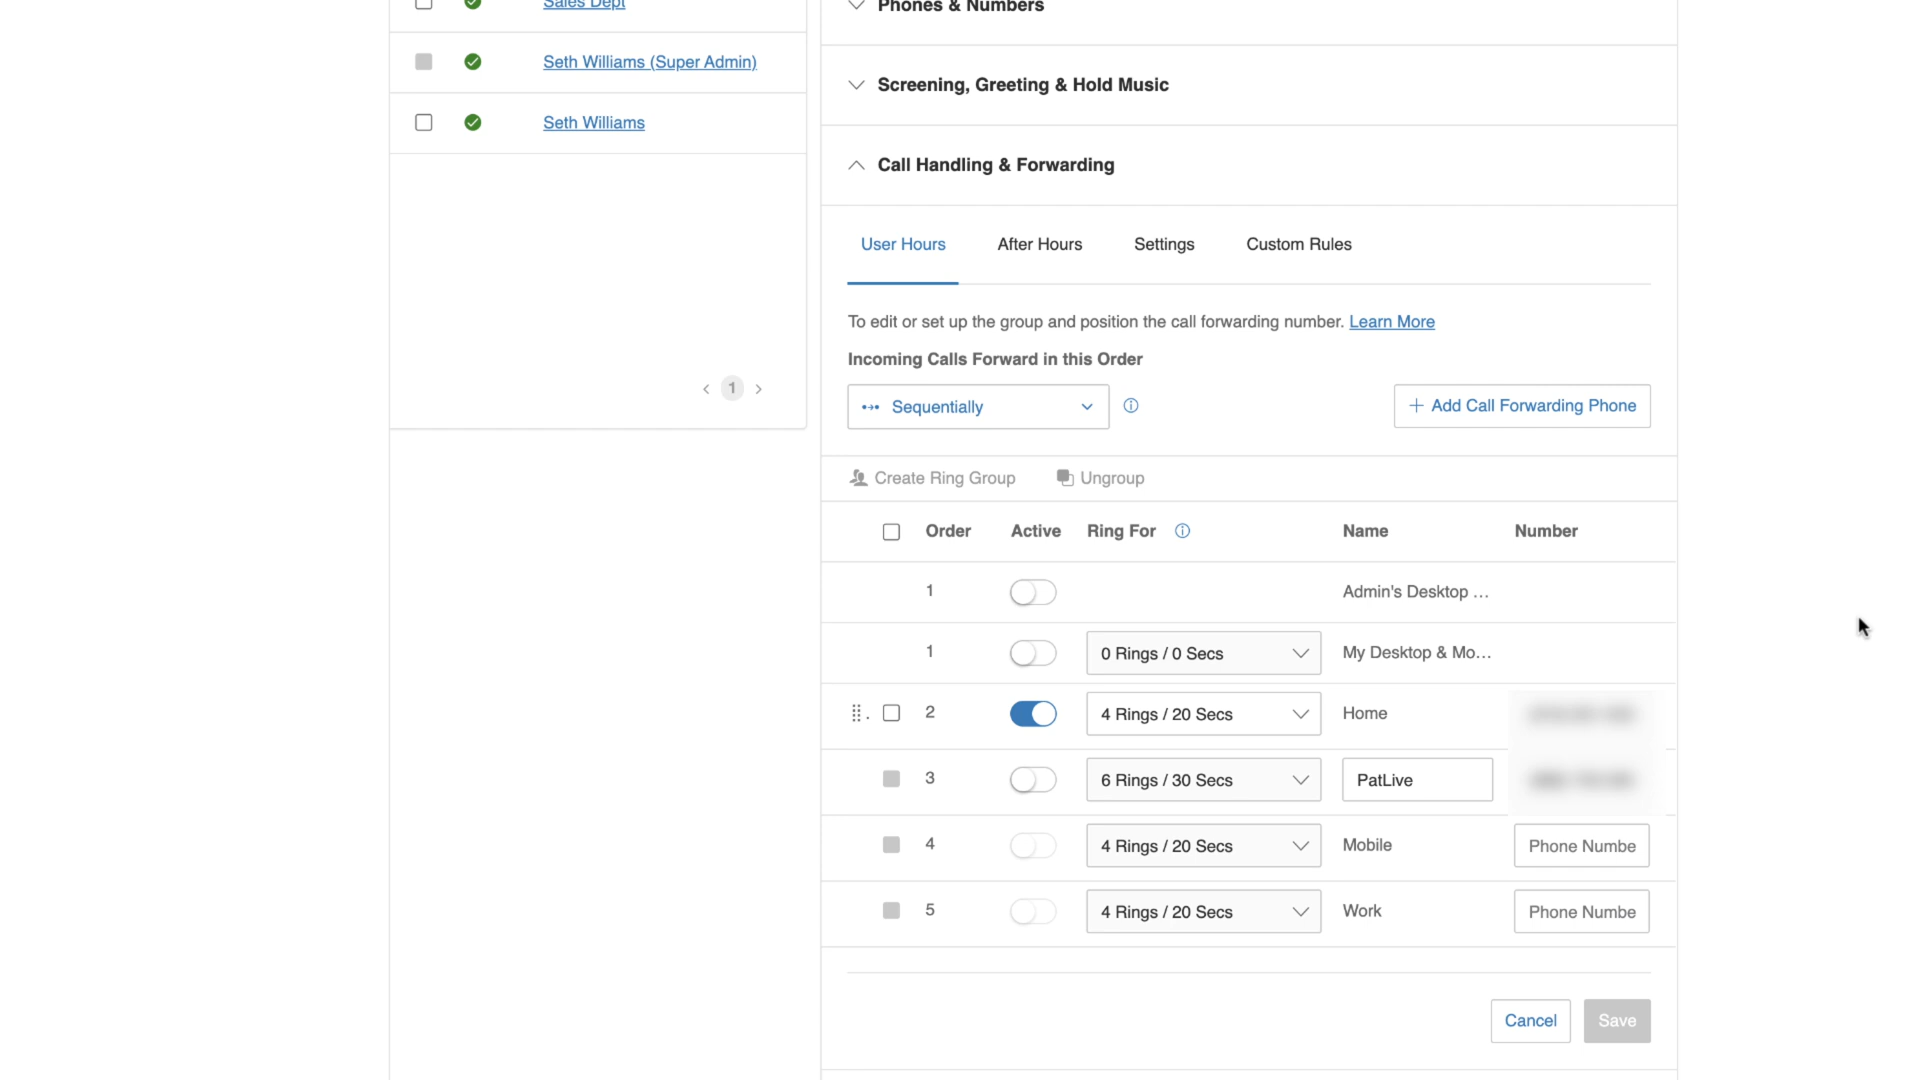 Sales Dept
Seth Williams (Super Admin)
Seth Williams
1
Phones & Numbers
Screening, Greeting & Hold Music
Call Handling & Forwarding
User Hours After Hours Settings Custom Rules
To edit or set up the group and position the call forwarding number. Learn More
Incoming Calls Forward in this Order
Sequentially
+ Add Call Forwarding Phone
Create Ring Group Ungroup
Order Active Ring For Name Number
1 Admin's Desktop ...
1 0 Rings / 0 Secs My Desktop & Mo...
2 4 Rings / 20 Secs Home
3 6 Rings / 30 Secs PatLive
4 4 Rings / 20 Secs Mobile Phone Numbe
5 4 Rings / 20 Secs Work Phone Numbe
Cancel Save